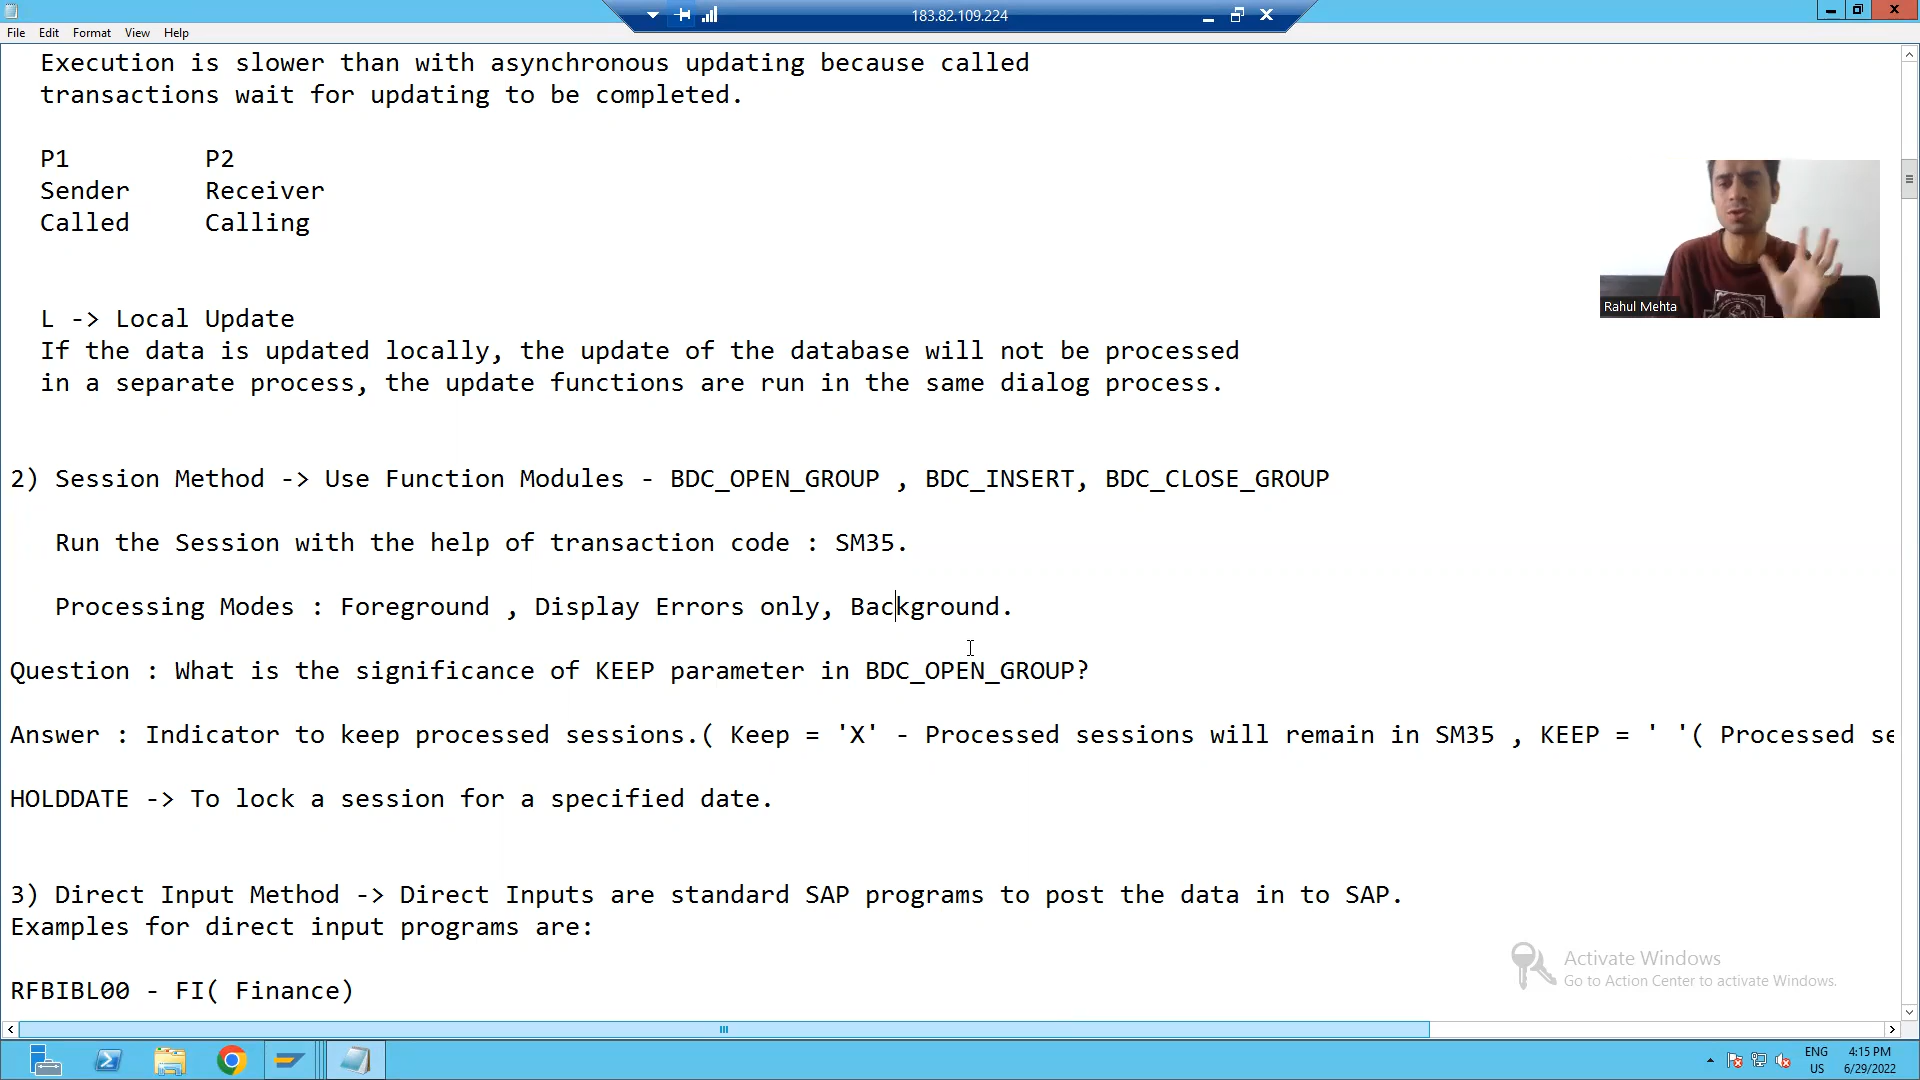 183.82.109.224
File Edit Format View Help
Execution is slower than with asynchronous updating because called
transactions wait for updating to be completed.
P1 P2
Sender Receiver
Called Calling
Rahul Mehta
L -> Local Update
If the data is updated locally, the update of the database will not be processed
in a separate process, the update functions are run in the same dialog process.
2) Session Method -> Use Function Modules - BDC_OPEN_GROUP , BDC_INSERT, BDC_CLOSE_GROUP
Run the Session with the help of transaction code : SM35.
Processing Modes : Foreground , Display Errors only, Background.
Question : What is the significance of KEEP parameter in BDC_OPEN_GROUP?
Answer : Indicator to keep processed sessions.( Keep = 'X' - Processed sessions will remain in SM35 , KEEP = ' '( Processed se
HOLDDATE -> To lock a session for a specified date.
3) Direct Input Method -> Direct Inputs are standard SAP programs to post the data in to SAP.
Examples for direct input programs are:
RFBIBL00 - FI( Finance)
Activate Windows
Go to Action Center to activate Windows.
ENG 4:15 PM
US 6/29/2022